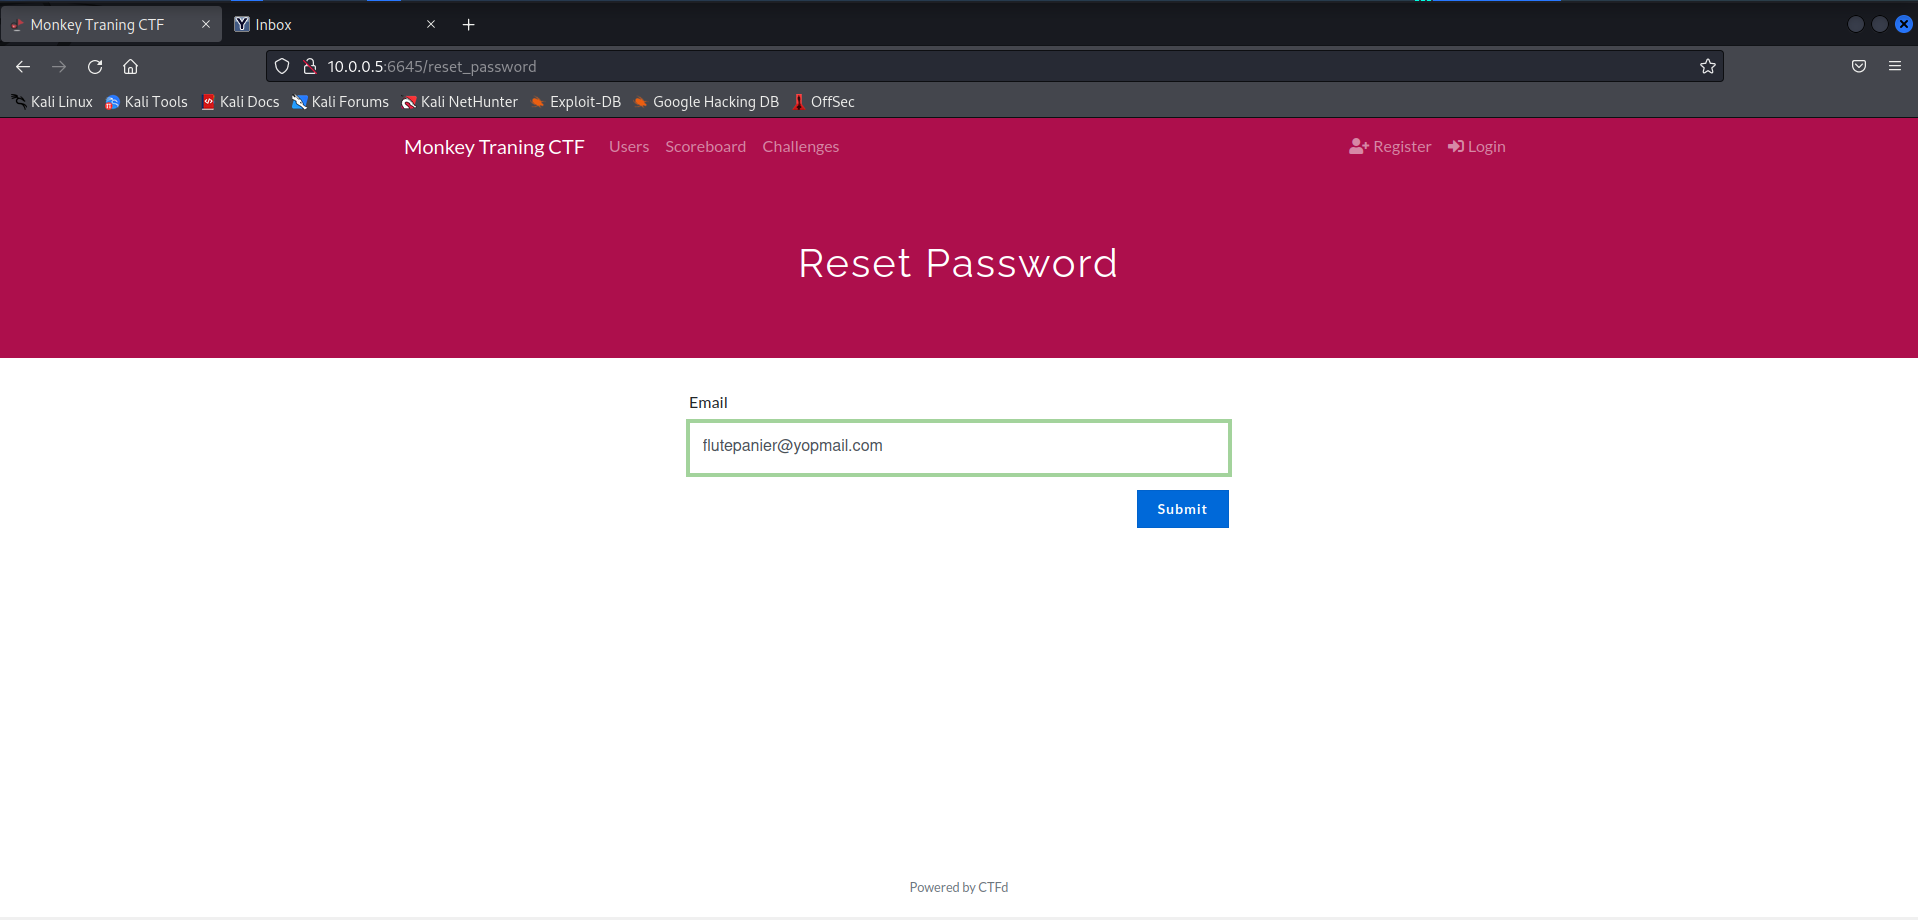 Monkey Traning CTF
Inbox
10.0.0.5:6645/reset_password
Kali Linux Kali Tools Kali Docs Kali Forums Kali NetHunter Exploit-DB Google Hacking DB OffSec
Monkey Traning CTF Users Scoreboard Challenges Register Login
Reset Password
Email
flutepanier@yopmail.com
Submit
Powered by CTFd